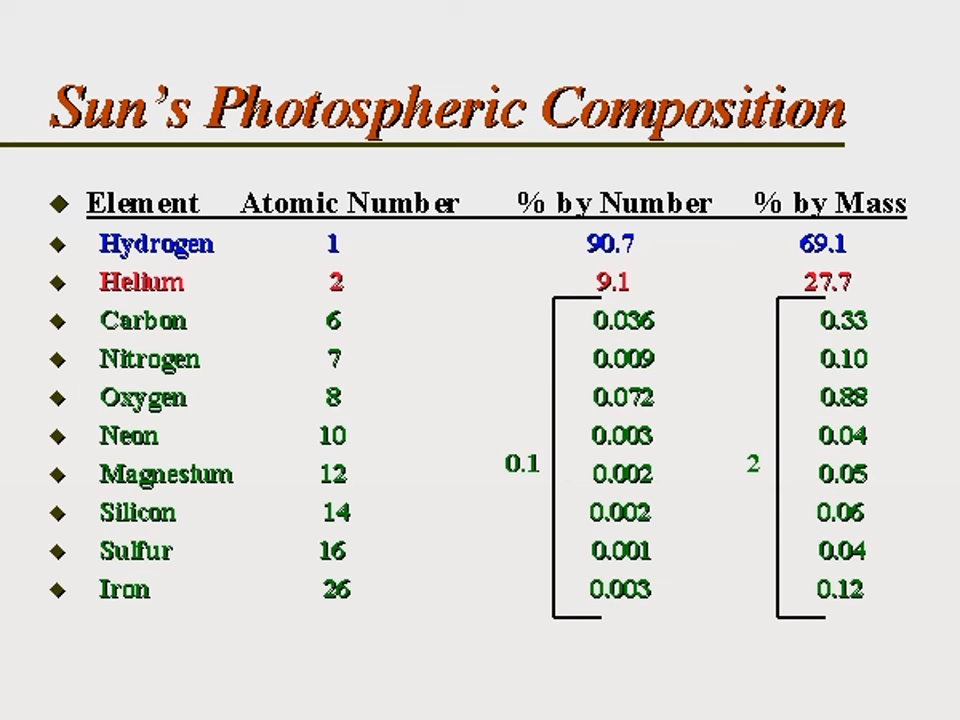 Sun's Photospheric Composition
Element Atomic Number % by Number % by Mass
Hydrogen 1 90.7 69.1
Helium 2 9.1 27.7
Carbon 6 0.036 0.33
Nitrogen 7 0.009 0.10
Oxygen 8 0.072 0.88
Neon 10 0.003 0.04
0.1 2
Magnesium 12 0.002 0.05
Silicon 14 0.002 0.06
Sulfur 16 0.001 0.04
Iron 26 0.003 0.12